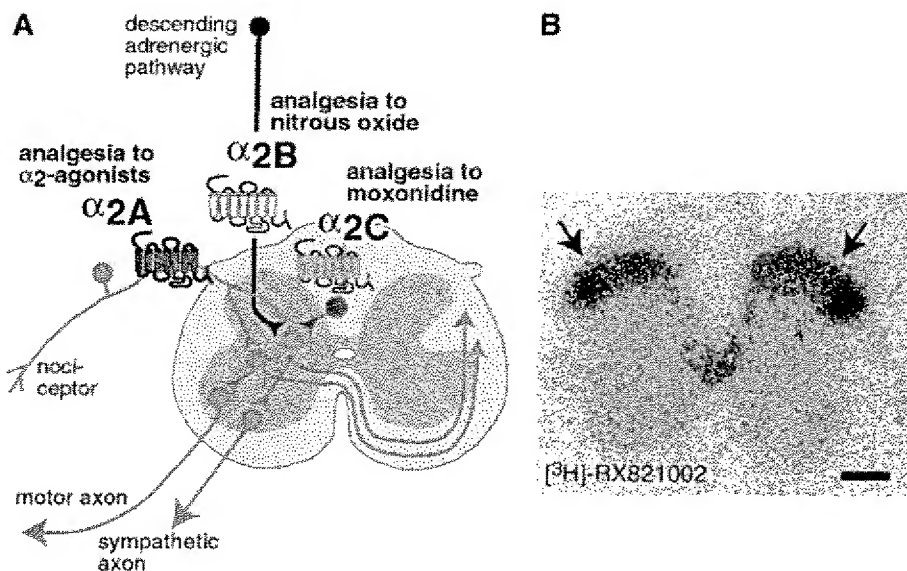 A
descending
adrenergic
pathway
analgesia to
nitrous oxide
α2B
analgesia to
α2-agonists
α2A
analgesia to
moxonidine
α2C
noci-
ceptor
motor axon
sympathetic
axon
B
[³H]-RX821002